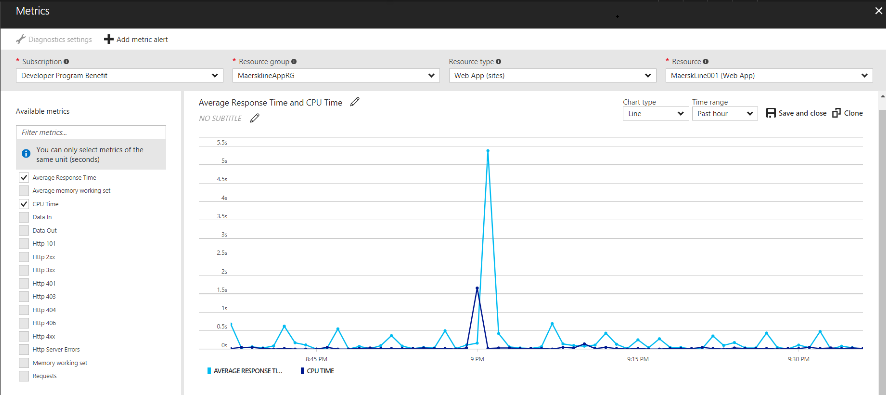 Metrics
Diagnostics settings
Add metric alert
* Subscription
* Resource group
Resource type
* Resource
Developer Program Benefit
MaersklineAppRG
Web App (sites)
MaerskLine001 (Web App)
Available metrics
Filter metrics...
You can only select metrics of the
same unit (seconds)
Average Response Time
Average memory working set
CPU Time
Data In
Data Out
Http 101
Http 2xx
Http 3xx
Http 401
Http 403
Http 404
Http 406
Http 4xx
Http Server Errors
Memory working set
Requests
Average Response Time and CPU Time
NO SUBTITLE
Chart type
Line
Time range
Past hour
Save and close
Clone
5.5s
5s
4.5s
4s
3.5s
3s
2.5s
2s
1.5s
1s
0.5s
0s
8:45 PM
9 PM
9:15 PM
9:30 PM
AVERAGE RESPONSE TI...
CPU TIME